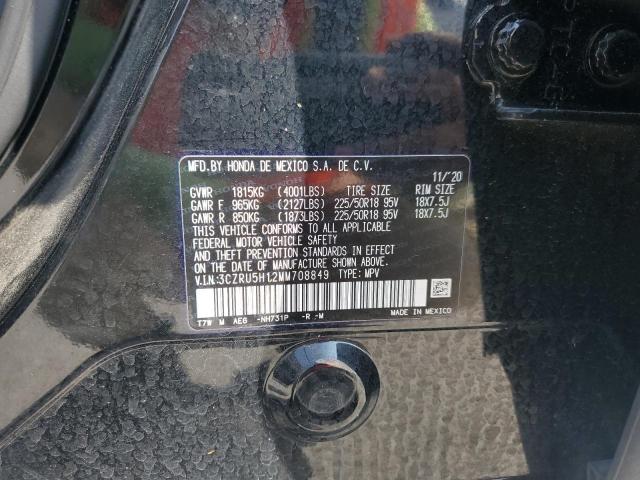 MFD.BY HONDA DE MEXICO S.A. DE C.V.
11/'20
GVWR 1815KG (4001LBS) TIRE SIZE RIM SIZE
GAWR F 965KG (2127LBS) 225/50R18 95V 18X7.5J
GAWR R 850KG (1873LBS) 225/50R18 95V 18X7.5J
THIS VEHICLE CONFORMS TO ALL APPLICABLE
FEDERAL MOTOR VEHICLE SAFETY
AND THEFT PREVENTION STANDARDS IN EFFECT
ON THE DATE OF MANUFACTURE SHOWN ABOVE.
V.I.N.:3CZRU5H12MM708849 TYPE: MPV
T7W M AEG -NH731P -R -M
MADE IN MEXICO